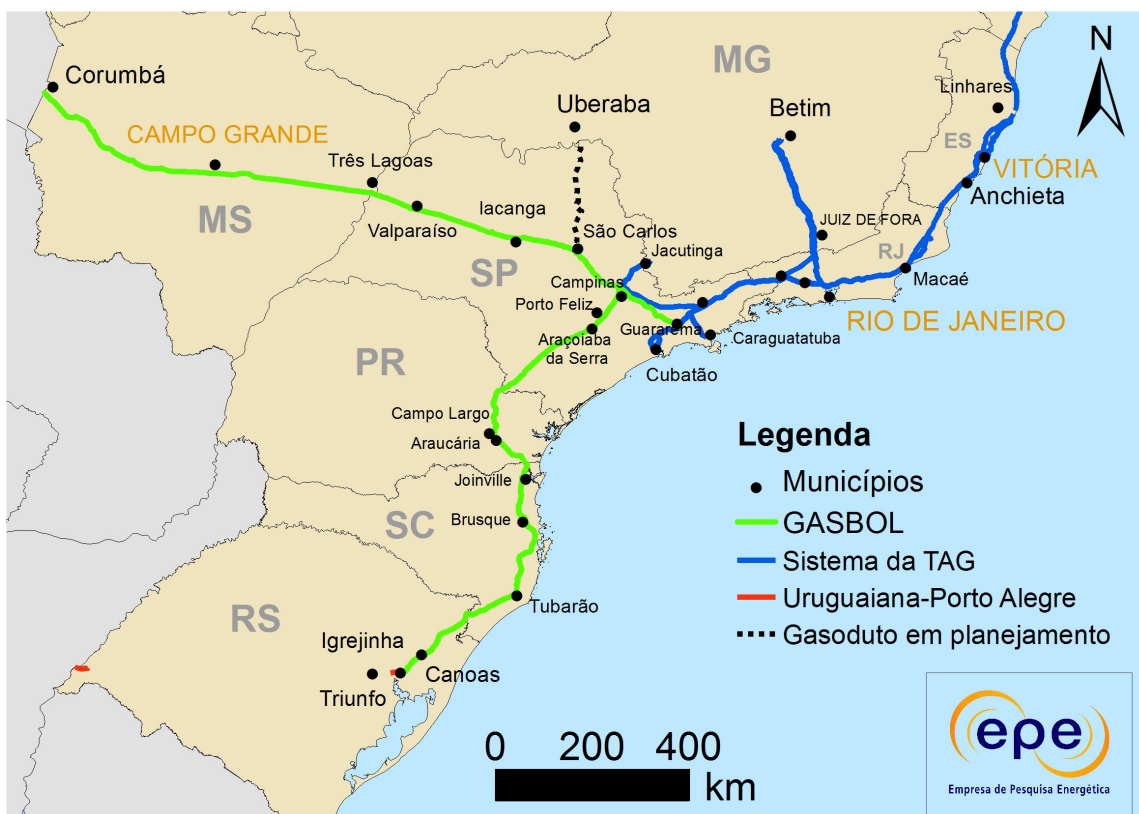 N
MG
Corumbá
Linhares
Uberaba
Betim
CAMPO GRANDE
ES
Três Lagoas
VITÓRIA
Anchieta
MS
Iacanga
Valparaíso
JUIZ DE FORA
São Carlos
RJ
Jacutinga
SP
Macaé
Campinas
Porto Feliz
RIO DE JANEIRO
Guararema
Araçoiaba
da Serra
Caraguatatuba
PR
Cubatão
Campo Largo
Araucária
Joinville
SC
Brusque
Tubarão
RS
Igrejinha
Canoas
Triunfo
Legenda
Municípios
GASBOL
Sistema da TAG
Uruguaiana-Porto Alegre
Gasoduto em planejamento
0 200 400
km
epe
Empresa de Pesquisa Energética